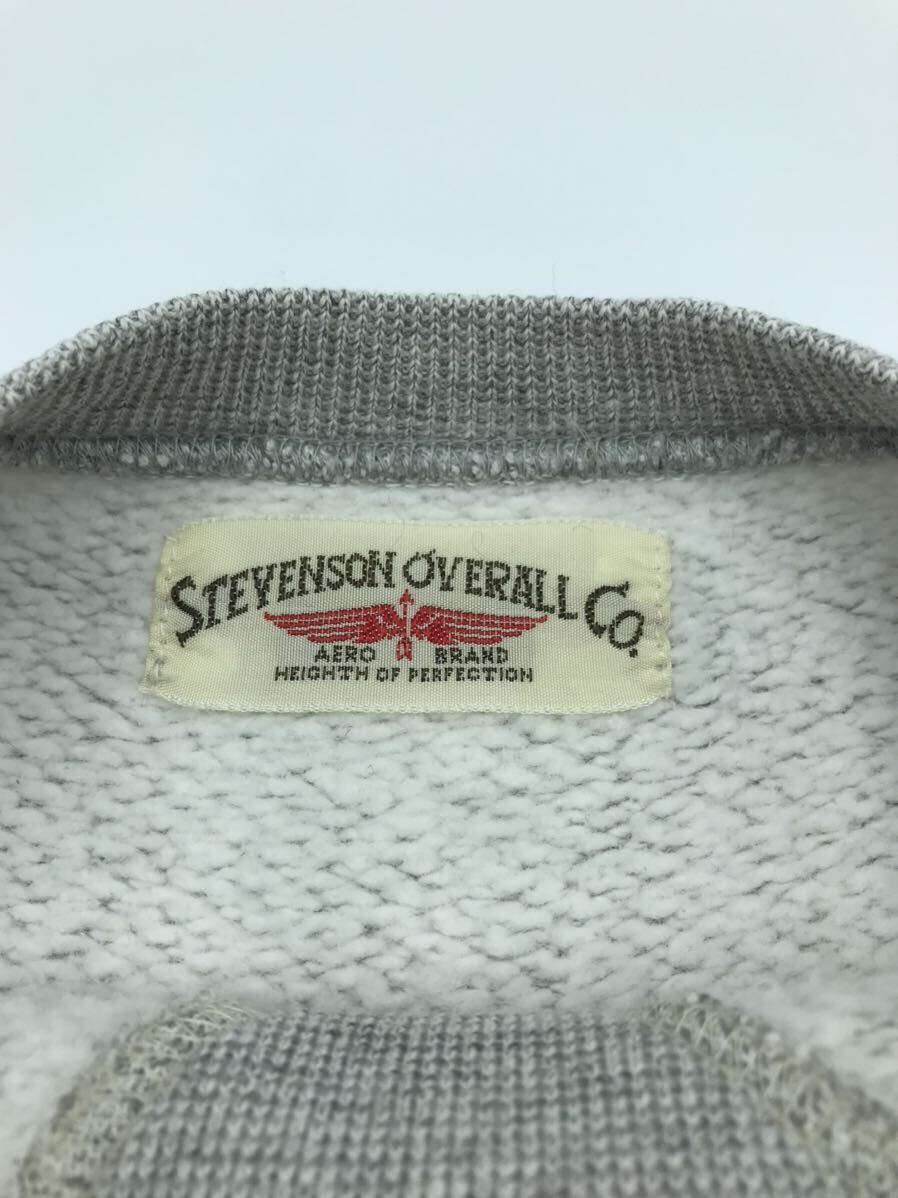 STEVENSON OVERALL CO.
AERO BRAND
HEIGHTH OF PERFECTION